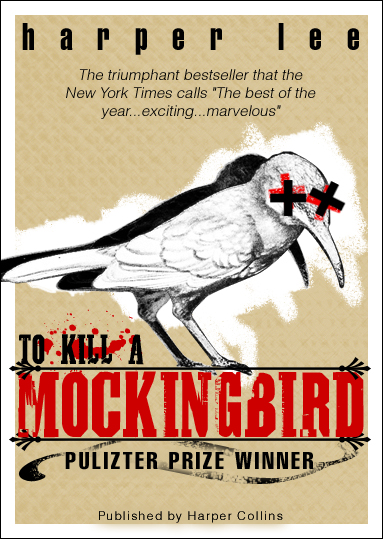 harper lee
The triumphant bestseller that the
New York Times calls "The best of the
year...exciting...marvelous"
TO KILL A
MOCKINGBIRD
PULIZTER PRIZE WINNER
Published by Harper Collins